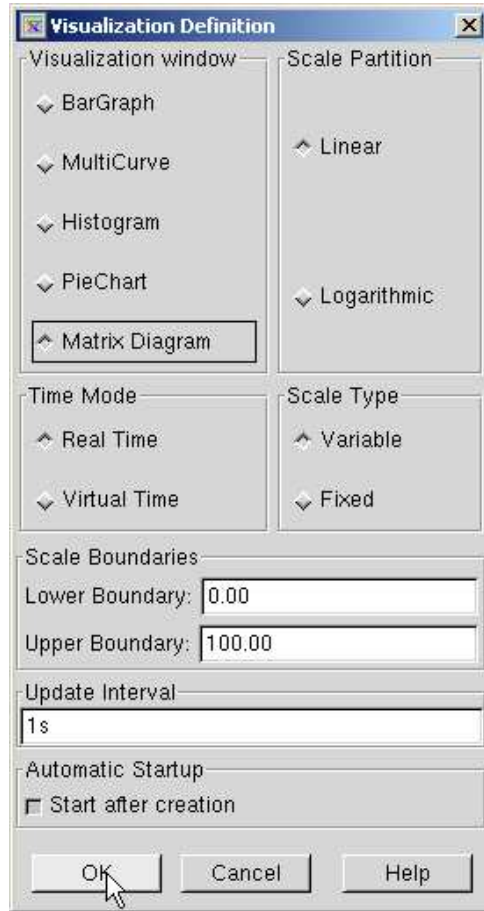 Visualization Definition
Visualization window
BarGraph
MultiCurve
Histogram
PieChart
Matrix Diagram
Scale Partition
Linear
Logarithmic
Time Mode
Real Time
Virtual Time
Scale Type
Variable
Fixed
Scale Boundaries
Lower Boundary: 0.00
Upper Boundary: 100.00
Update Interval
1s
Automatic Startup
Start after creation
OK Cancel Help